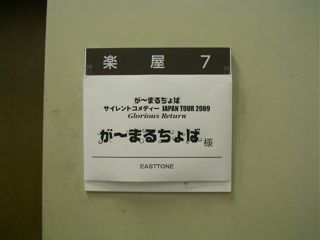 楽屋 7
が〜まるちょば
サイレントコメディー JAPAN TOUR 2009
Glorious Return
が〜まるちょば 様
EASTTONE